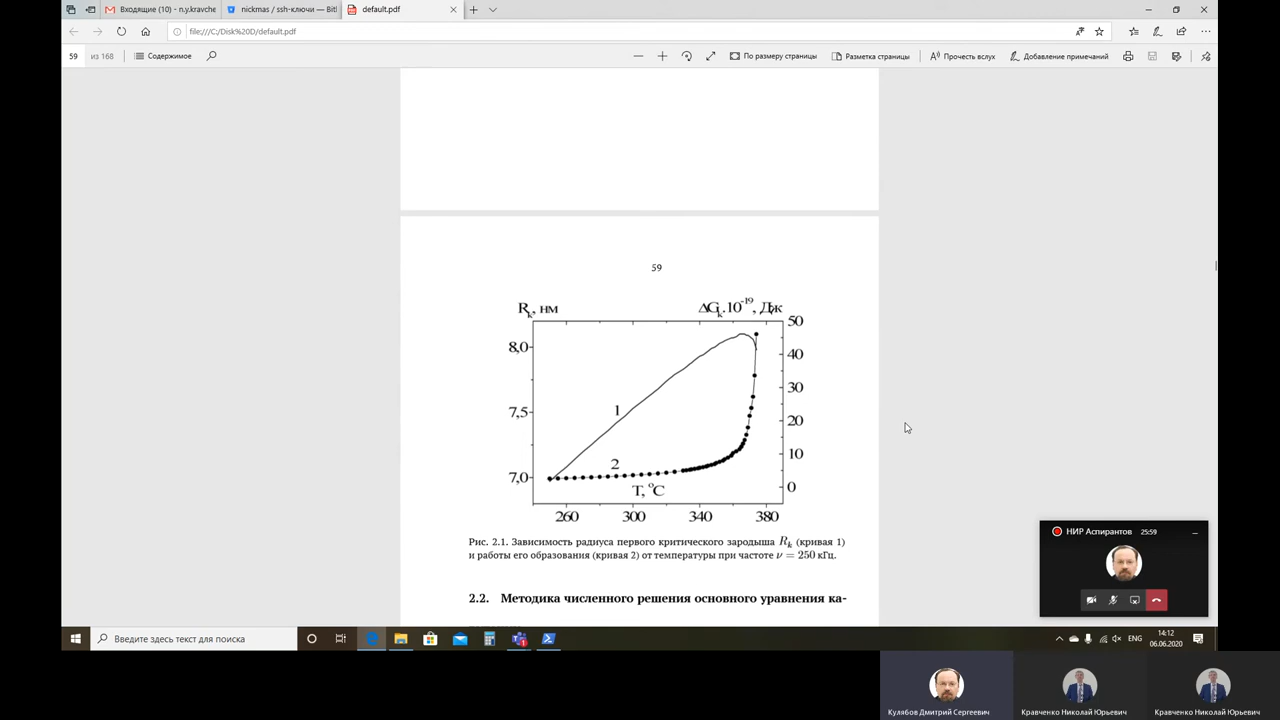 Входящие (10) - n.y.kravche
nickmas / ssh-ключи — Bitl
default.pdf
file:///C:/Disk%20D/default.pdf
59 из 168
Содержимое
По размеру страницы
Разметка страницы
Прочесть вслух
Добавление примечаний
59
R_k, нм
ΔG_k.10^-19, Дж
50
8,0
40
30
1
7,5
20
10
2
7,0
0
T, °C
260 300 340 380
Рис. 2.1. Зависимость радиуса первого критического зародыша R_k (кривая 1)
и работы его образования (кривая 2) от температуры при частоте ν = 250 кГц.
2.2. Методика численного решения основного уравнения ка-
НИР Аспирантов 25:59
Введите здесь текст для поиска
ENG
14:12
06.06.2020
Кулябов Дмитрий Сергеевич
Кравченко Николай Юрьевич
Кравченко Николай Юрьевич